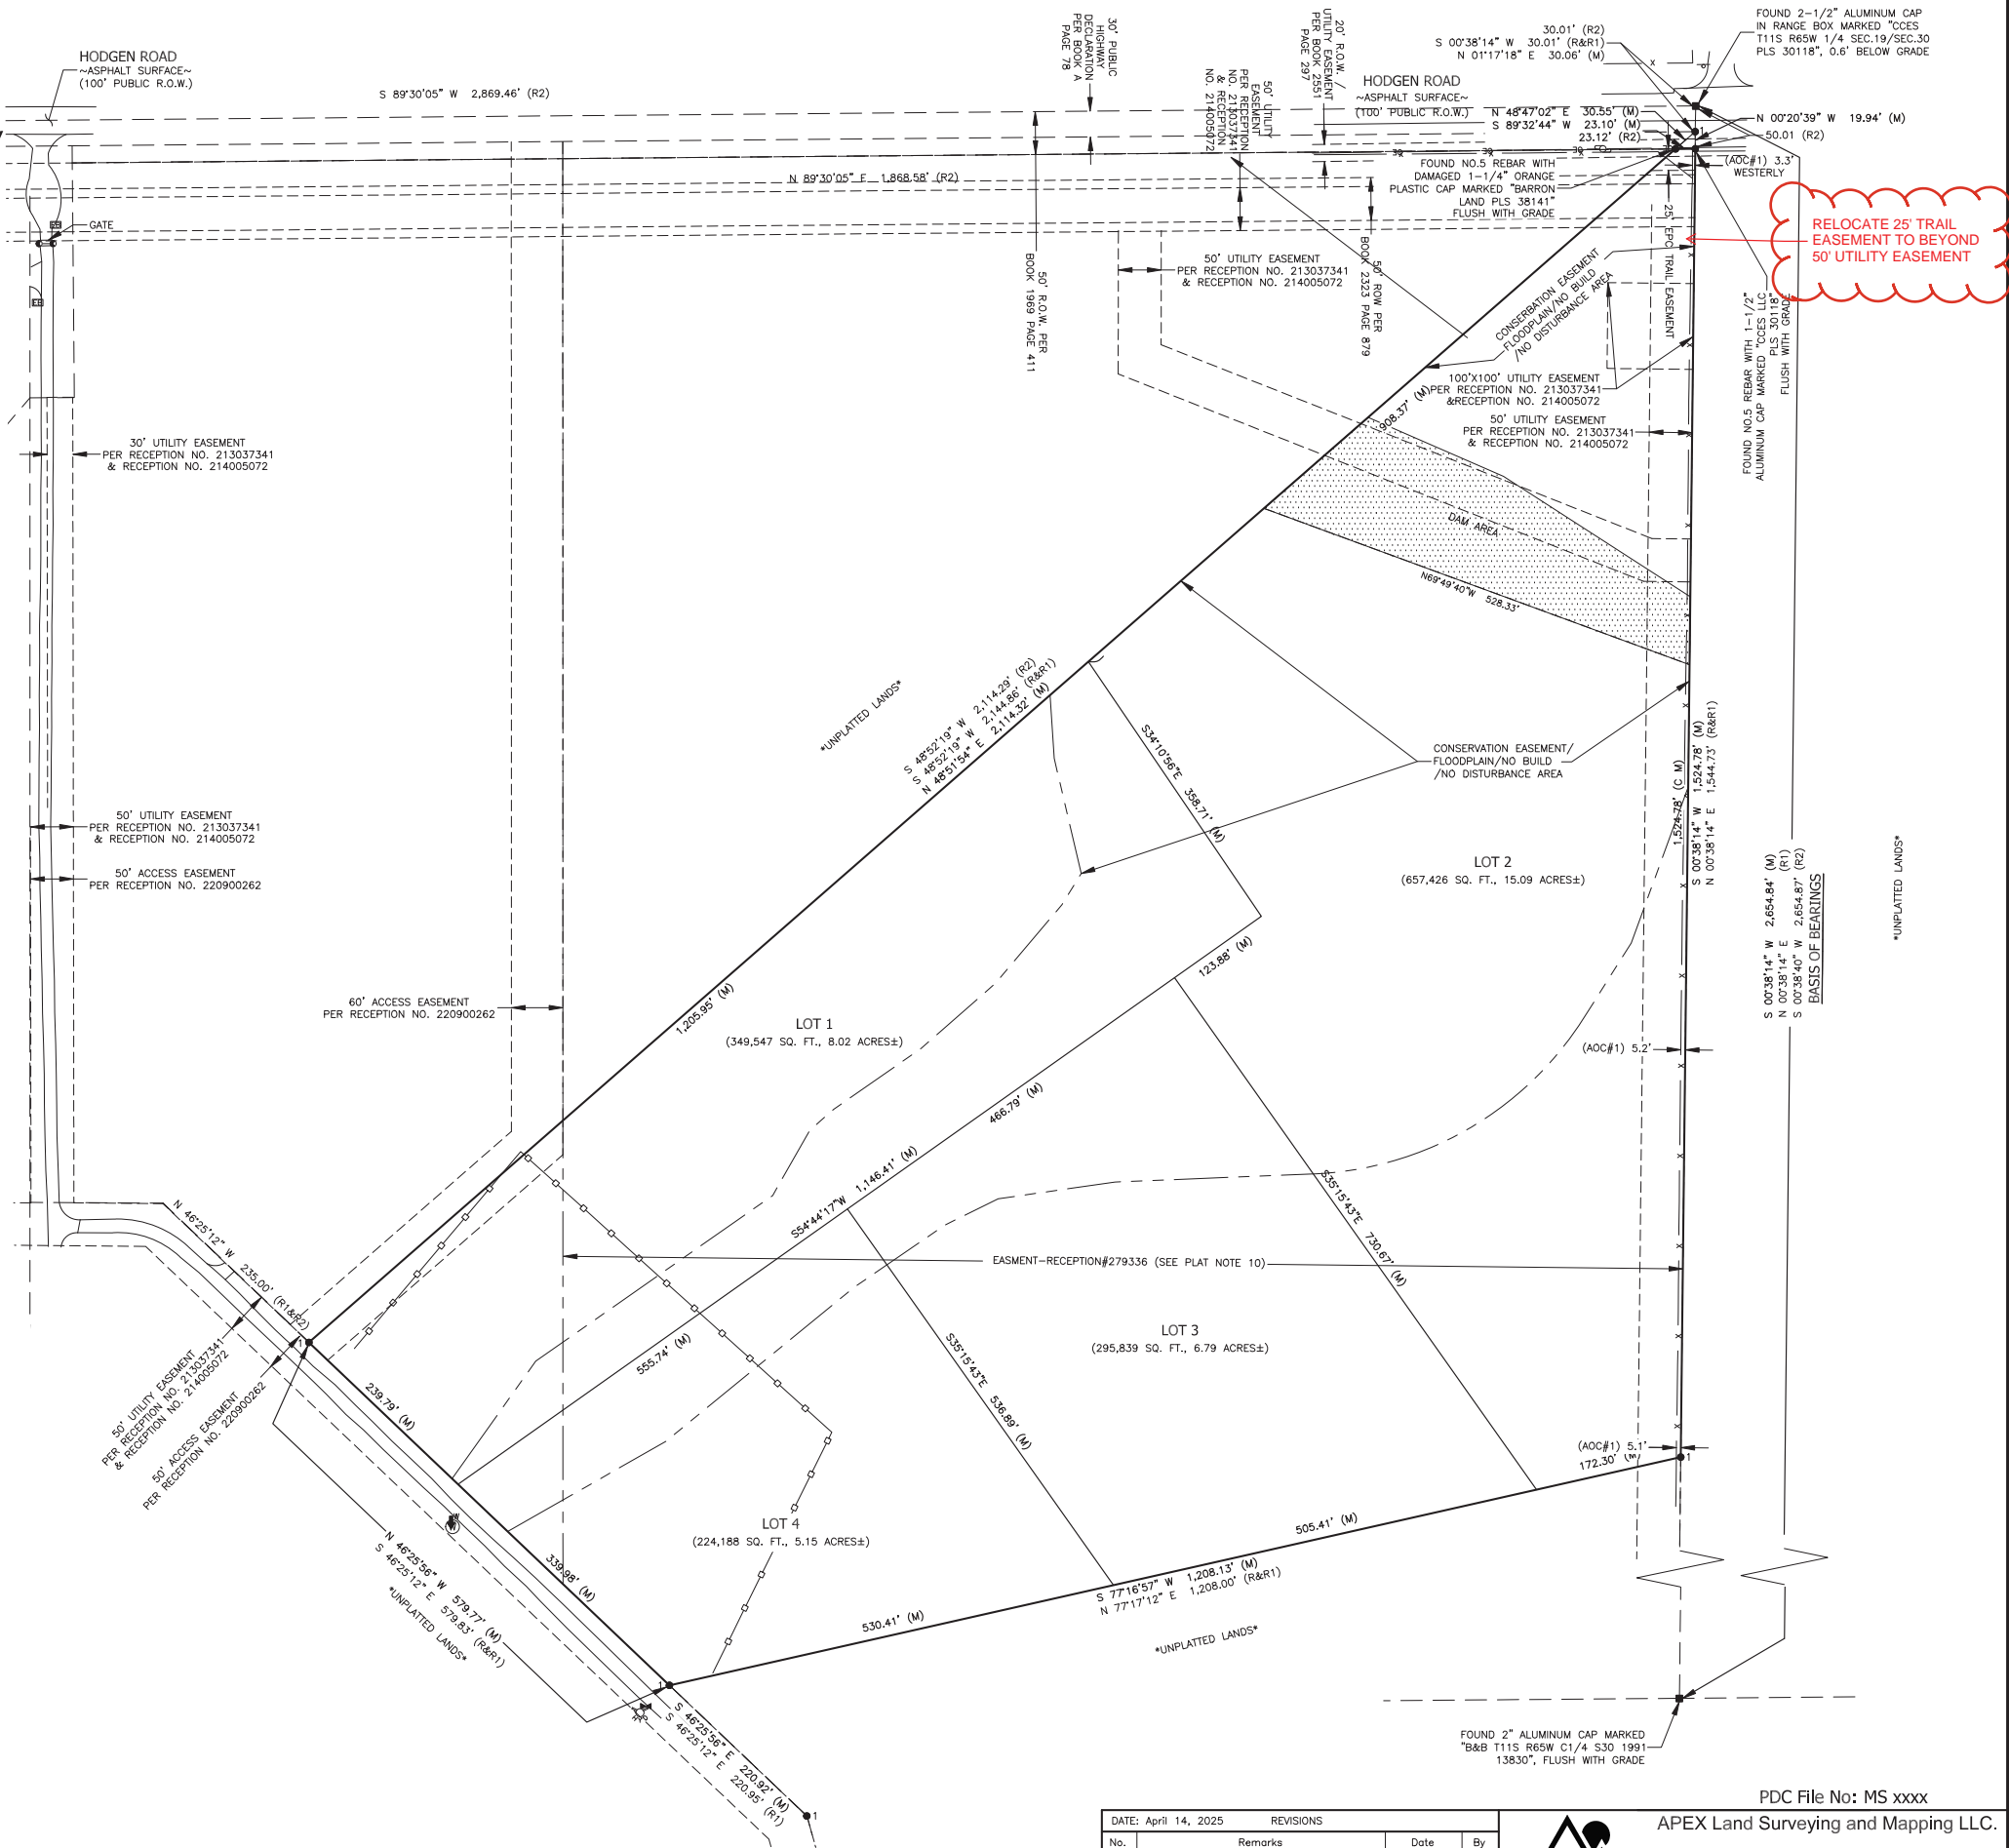 HODGEN ROAD
~ASPHALT SURFACE~
(100' PUBLIC R.O.W.)
S 89°30'05" W 2,869.46' (R2)
30' PUBLIC
HIGHWAY
DECLARATION
PER BOOK A
PAGE 78
20' R.O.W. /
UTILITY EASEMENT
PER BOOK 2551
PAGE 297
50' UTILITY
EASEMENT
PER RECEPTION
NO. 213037341
& RECEPTION
NO. 214005072
30.01' (R2)
S 00°38'14" W 30.01' (R&R1)
N 01°17'18" E 30.06' (M)
FOUND 2-1/2" ALUMINUM CAP
IN RANGE BOX MARKED "CCES
T11S R65W 1/4 SEC.19/SEC.30
PLS 30118", 0.6' BELOW GRADE
HODGEN ROAD
~ASPHALT SURFACE~
(100' PUBLIC R.O.W.)
N 48°47'02" E 30.55' (M)
S 89°32'44" W 23.10' (M)
23.12' (R2)
N 00°20'39" W 19.94' (M)
50.01 (R2)
(AOC#1) 3.3'
WESTERLY
FOUND NO.5 REBAR WITH
DAMAGED 1-1/4" ORANGE
PLASTIC CAP MARKED "BARRON
LAND PLS 38141"
FLUSH WITH GRADE
N 89°30'05" E 1,868.58' (R2)
GATE
25' EPC TRAIL EASEMENT
RELOCATE 25' TRAIL
EASEMENT TO BEYOND
50' UTILITY EASEMENT
50' UTILITY EASEMENT
PER RECEPTION NO. 213037341
& RECEPTION NO. 214005072
50' R.O.W. PER
BOOK 1969 PAGE 411
50' ROW PER
BOOK 2323 PAGE 879
CONSERBATION EASEMENT
FLOODPLAIN/NO BUILD
/NO DISTURBANCE AREA
FOUND NO.5 REBAR WITH 1-1/2"
ALUMINUM CAP MARKED "CCES LLC
PLS 30118"
FLUSH WITH GRADE
100'X100' UTILITY EASEMENT
PER RECEPTION NO. 213037341
&RECEPTION NO. 214005072
908.37' (M)
50' UTILITY EASEMENT
PER RECEPTION NO. 213037341
& RECEPTION NO. 214005072
30' UTILITY EASEMENT
PER RECEPTION NO. 213037341
& RECEPTION NO. 214005072
DAM AREA
N69°49'40"W 528.33'
*UNPLATTED LANDS*
S 48°52'19" W 2,114.29' (R2)
S 48°52'19" W 2,144.86' (R&R1)
N 48°51'54" E 2,114.32' (M)
S34°10'56"E 358.71' (M)
CONSERVATION EASEMENT/
FLOODPLAIN/NO BUILD
/NO DISTURBANCE AREA
1,524.78' (C M)
S 00°38'14" W 1,524.78' (M)
N 00°38'14" E 1,544.73' (R&R1)
50' UTILITY EASEMENT
PER RECEPTION NO. 213037341
& RECEPTION NO. 214005072
50' ACCESS EASEMENT
PER RECEPTION NO. 220900262
LOT 2
(657,426 SQ. FT., 15.09 ACRES±)
S 00°38'14" W 2,654.84' (M)
N 00°38'14" E (R1)
S 00°38'40" W 2,654.87' (R2)
BASIS OF BEARINGS
*UNPLATTED LANDS*
123.88' (M)
60' ACCESS EASEMENT
PER RECEPTION NO. 220900262
1,205.95' (M)
LOT 1
(349,547 SQ. FT., 8.02 ACRES±)
(AOC#1) 5.2'
466.79' (M)
S54°44'17"W 1,146.41' (M)
S35°15'43"E 730.67' (M)
N 46°25'12" W 235.00' (R1&R2)
EASMENT-RECEPTION#279336 (SEE PLAT NOTE 10)
LOT 3
(295,839 SQ. FT., 6.79 ACRES±)
555.74' (M)
S35°15'43"E 536.89' (M)
50' UTILITY EASEMENT
PER RECEPTION NO. 213037341
& RECEPTION NO. 214005072
50' ACCESS EASEMENT
PER RECEPTION NO. 220900262
1
239.79' (M)
(AOC#1) 5.1'
172.30' (M)
1
LOT 4
(224,188 SQ. FT., 5.15 ACRES±)
505.41' (M)
339.98' (M)
N 46°25'56" W 579.77' (M)
S 46°25'12" E 579.83' (R&R1)
*UNPLATTED LANDS*
S 77°16'57" W 1,208.13' (M)
N 77°17'12" E 1,208.00' (R&R1)
530.41' (M)
*UNPLATTED LANDS*
1
S 46°25'56" E 220.92' (M)
S 46°25'12" E 220.95' (R1)
1
FOUND 2" ALUMINUM CAP MARKED
"B&B T11S R65W C1/4 S30 1991
13830", FLUSH WITH GRADE
PDC File No: MS xxxx
DATE: April 14, 2025 REVISIONS
No. Remarks Date By
APEX Land Surveying and Mapping LLC.